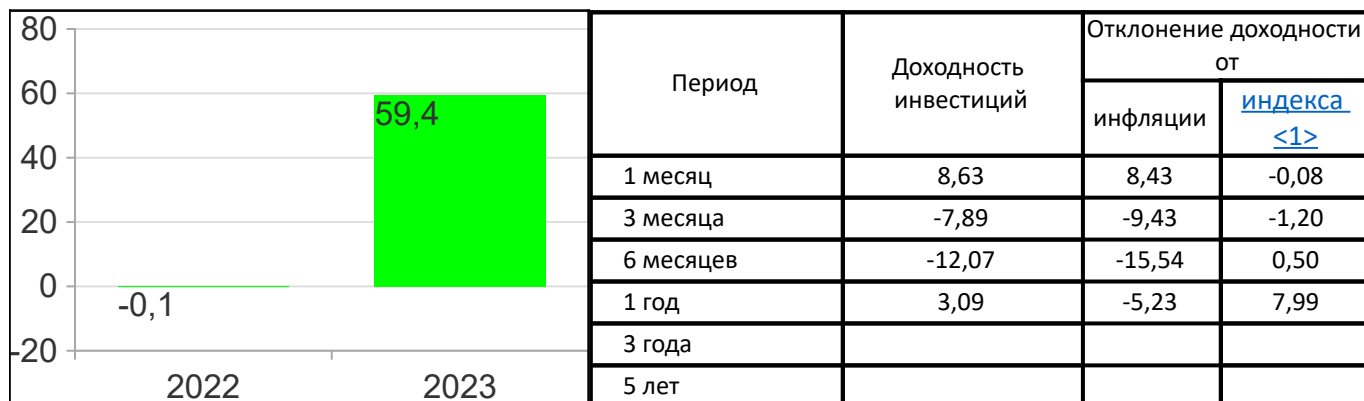 80
60
40
20
0
-20
-0,1
59,4
2022
2023
Период
Доходность
инвестиций
Отклонение доходности
от
инфляции
индекса
<1>
1 месяц 8,63 8,43 -0,08
3 месяца -7,89 -9,43 -1,20
6 месяцев -12,07 -15,54 0,50
1 год 3,09 -5,23 7,99
3 года
5 лет